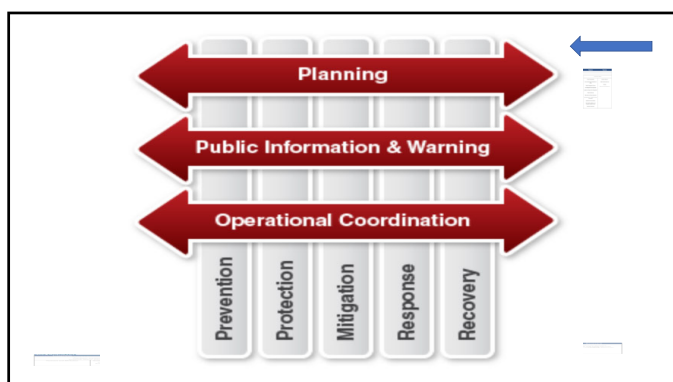 Planning
Public Information & Warning
Operational Coordination
Prevention
Protection
Mitigation
Response
Recovery